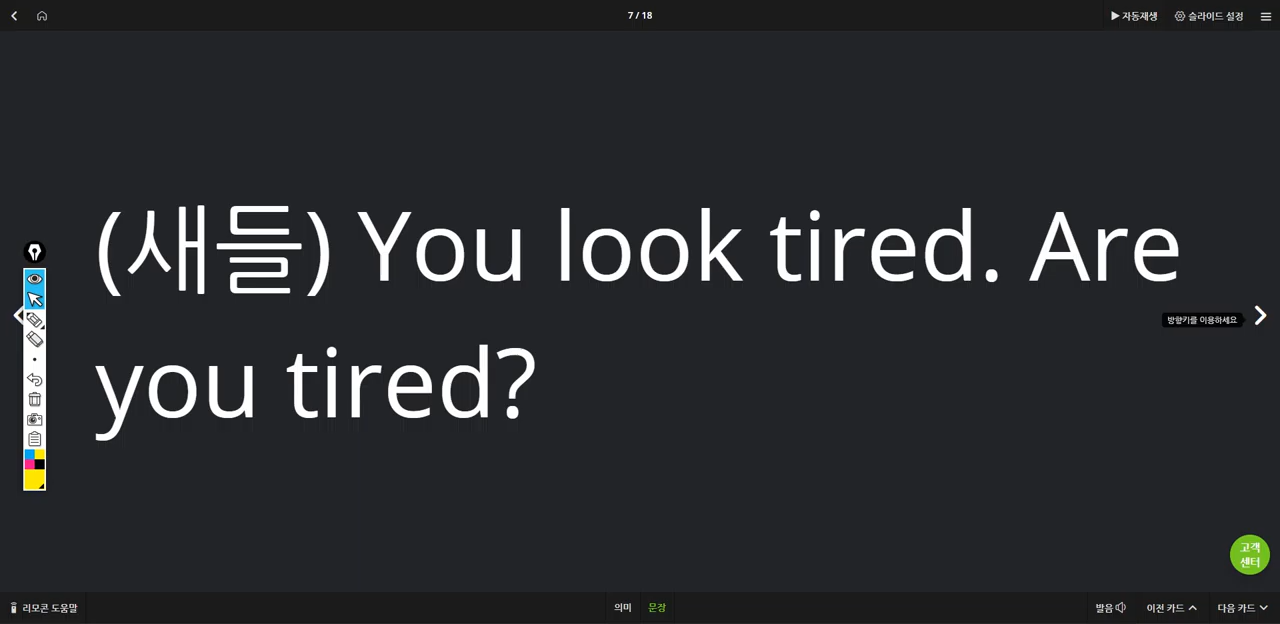 7 / 18
자동재생
슬라이드 설정
(새들) You look tired. Are
you tired?
방향키를 이용하세요
고객
센터
리모콘 도움말
의미
문장
발음
이전 카드
다음 카드